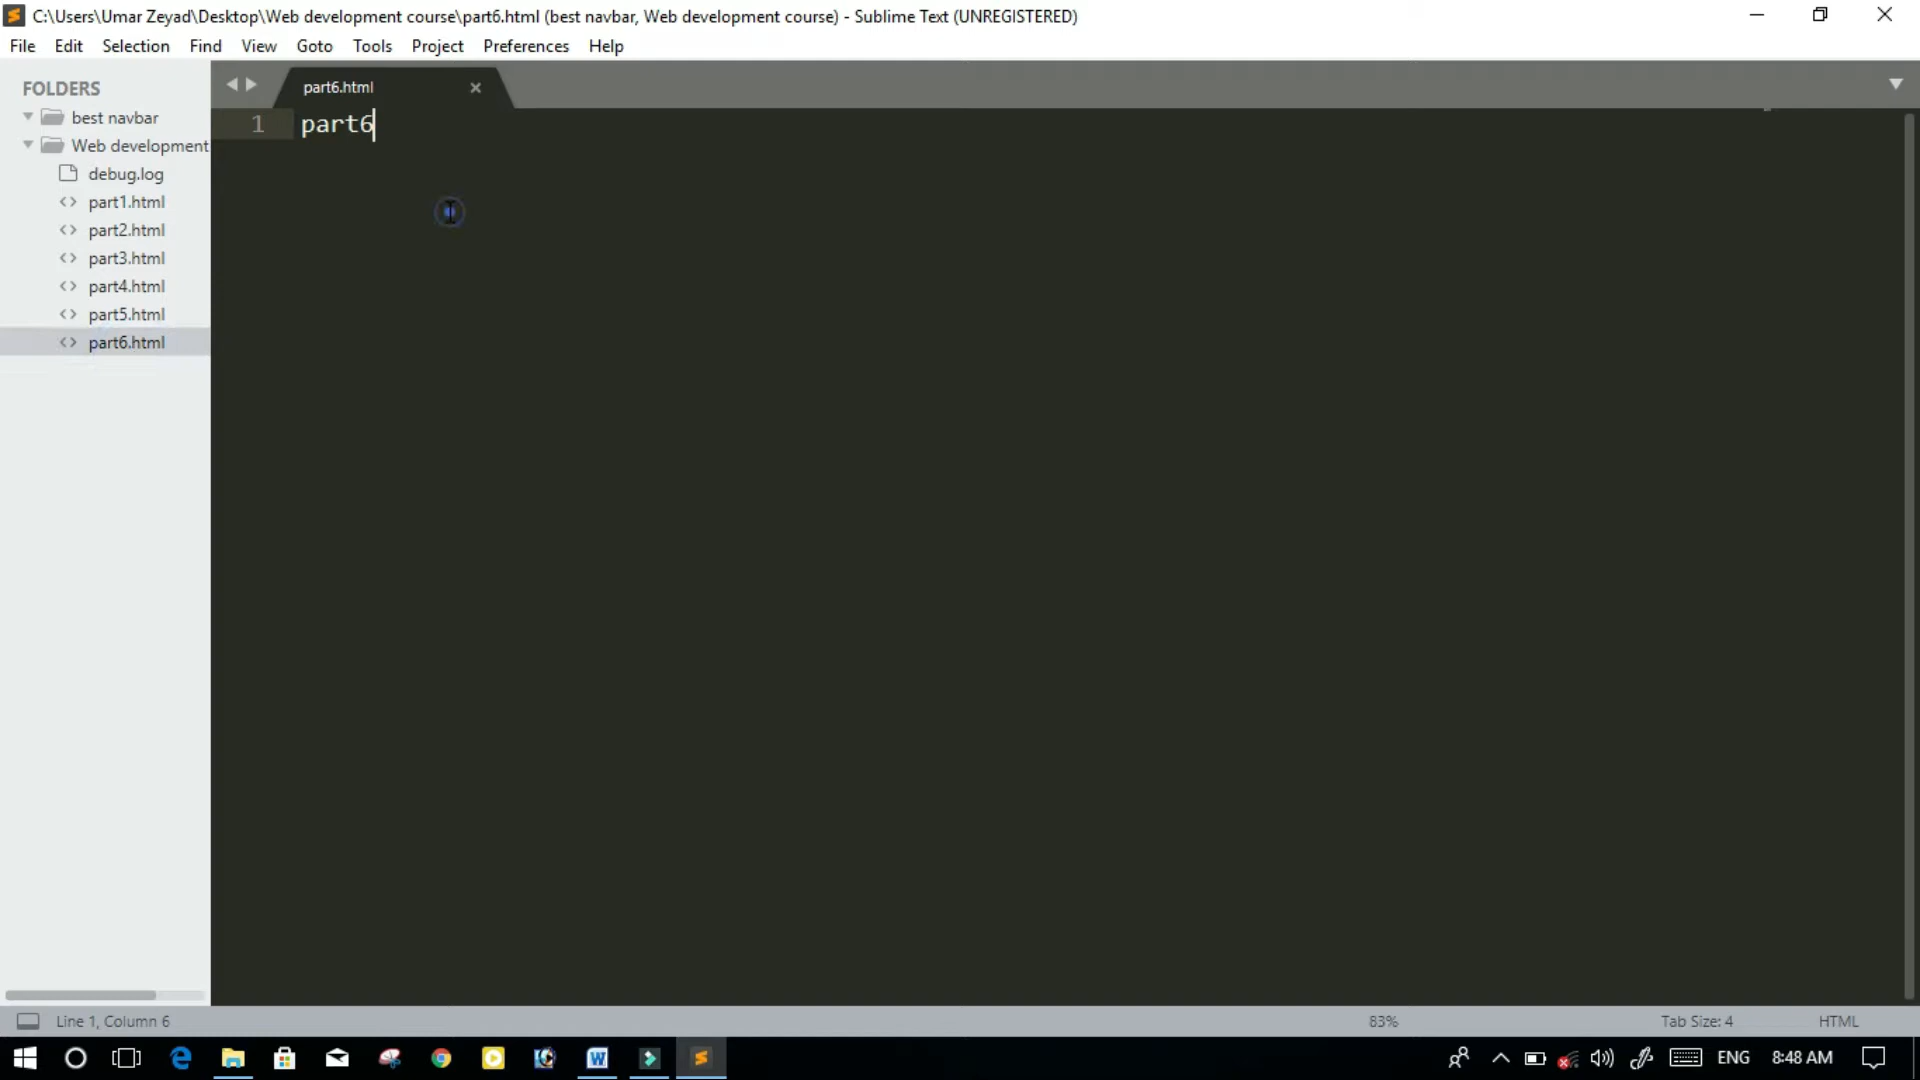 C:\Users\Umar Zeyad\Desktop\Web development course\part6.html (best navbar, Web development course) - Sublime Text (UNREGISTERED)
File Edit Selection Find View Goto Tools Project Preferences Help
FOLDERS
part6.html
best navbar
1 part6
Web development
debug.log
part1.html
part2.html
part3.html
part4.html
part5.html
part6.html
Line 1, Column 6 83% Tab Size: 4 HTML
ENG 8:48 AM